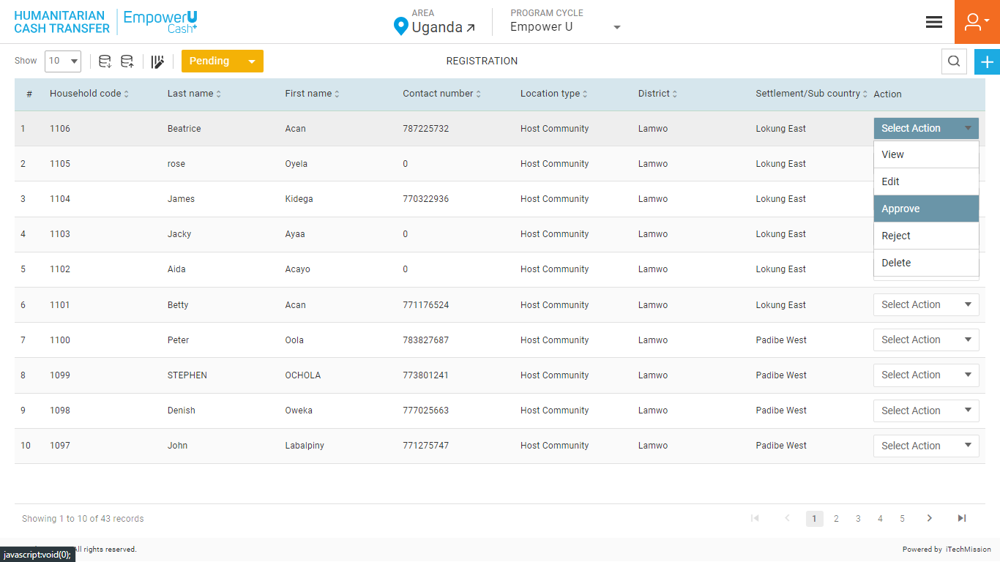 HUMANITARIAN
CASH TRANSFER
EmpowerU
Cash+
AREA
Uganda
PROGRAM CYCLE
Empower U
Show 10 Pending REGISTRATION
# Household code Last name First name Contact number Location type District Settlement/Sub country Action
1 1106 Beatrice Acan 787225732 Host Community Lamwo Lokung East Select Action
View
2 1105 rose Oyela 0 Host Community Lamwo Lokung East
Edit
3 1104 James Kidega 770322936 Host Community Lamwo Lokung East
Approve
4 1103 Jacky Ayaa 0 Host Community Lamwo Lokung East
Reject
5 1102 Aida Acayo 0 Host Community Lamwo Lokung East
Delete
6 1101 Betty Acan 771176524 Host Community Lamwo Lokung East Select Action
7 1100 Peter Oola 783827687 Host Community Lamwo Padibe West Select Action
8 1099 STEPHEN OCHOLA 773801241 Host Community Lamwo Padibe West Select Action
9 1098 Denish Oweka 777025663 Host Community Lamwo Padibe West Select Action
10 1097 John Labalpiny 771275747 Host Community Lamwo Padibe West Select Action
Showing 1 to 10 of 43 records 1 2 3 4 5
All rights reserved. Powered by iTechMission
javascript:void(0);